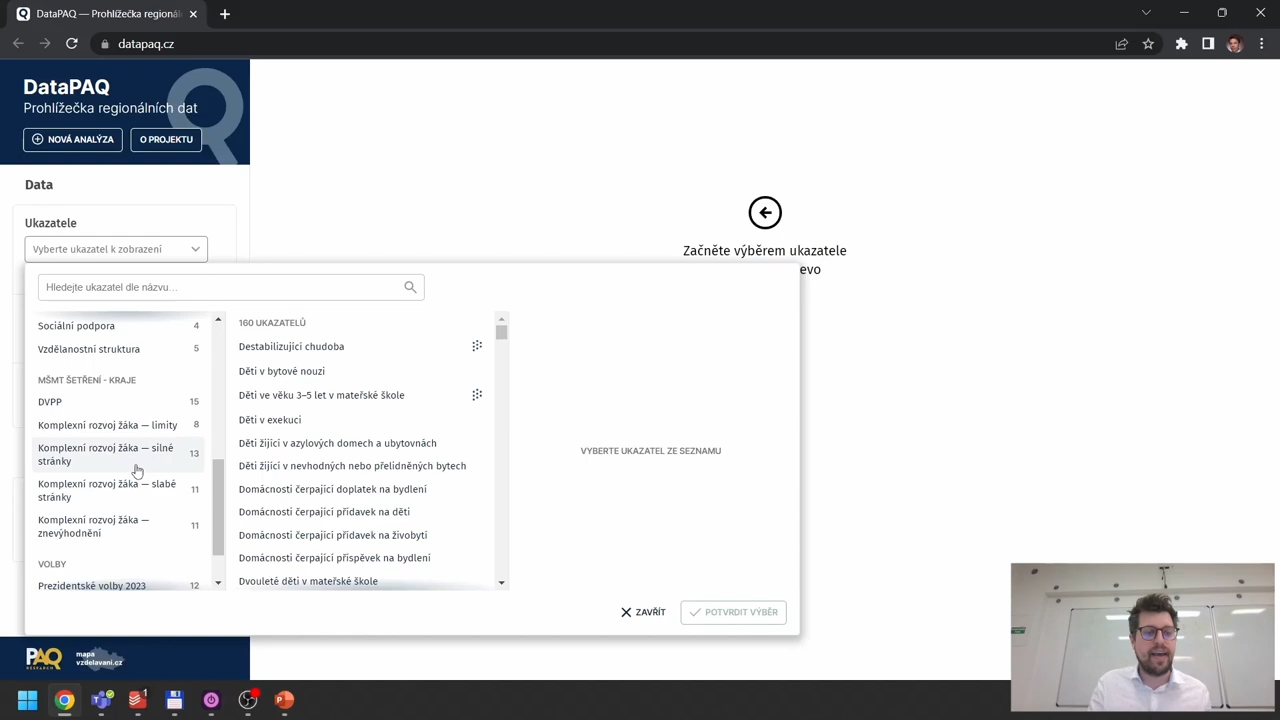 DataPAQ — Prohlížečka regionál
datapaq.cz
DataPAQ
Prohlížečka regionálních dat
NOVÁ ANALÝZA
O PROJEKTU
Data
Ukazatele
Vyberte ukazatel k zobrazení
Začněte výběrem ukazatele
evo
Hledejte ukazatel dle názvu…
Sociální podpora 4
Vzdělanostní struktura 5
MŠMT ŠETŘENÍ - KRAJE
DVPP 15
Komplexní rozvoj žáka — limity 8
Komplexní rozvoj žáka — silné
stránky 13
Komplexní rozvoj žáka — slabé
stránky 11
Komplexní rozvoj žáka —
znevýhodnění 11
VOLBY
Prezidentské volby 2023 12
160 UKAZATELŮ
Destabilizující chudoba
Děti v bytové nouzi
Děti ve věku 3–5 let v mateřské škole
Děti v exekuci
Děti žijící v azylových domech a ubytovnách
Děti žijící v nevhodných nebo přelidněných bytech
Domácnosti čerpající doplatek na bydlení
Domácnosti čerpající přídavek na děti
Domácnosti čerpající přídavek na živobytí
Domácnosti čerpající příspěvek na bydlení
Dvouleté děti v mateřské škole
VYBERTE UKAZATEL ZE SEZNAMU
ZAVŘÍT
POTVRDIT VÝBĚR
PAQ
RESEARCH
mapa
vzdelavani.cz